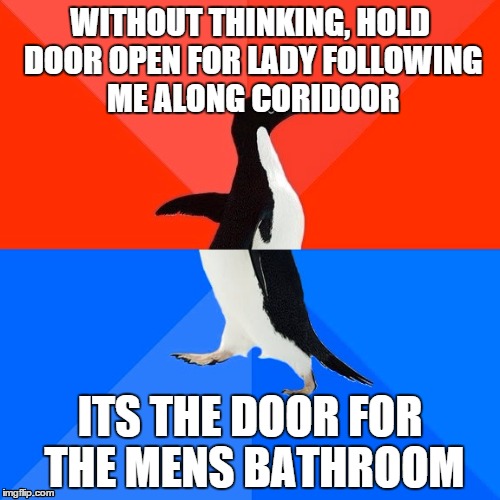 WITHOUT THINKING, HOLD
DOOR OPEN FOR LADY FOLLOWING
ME ALONG CORIDOOR
ITS THE DOOR FOR
THE MENS BATHROOM
imgflip.com